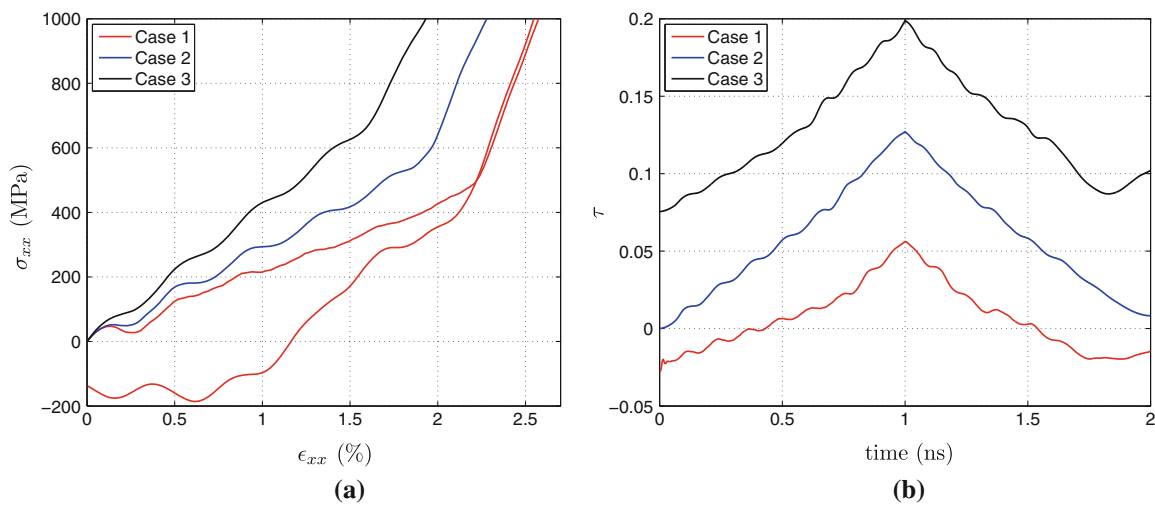 1000
800
600
400
200
0
−200
0
0.5
1
1.5
2
2.5
σxx (MPa)
ϵxx (%)
Case 1
Case 2
Case 3
(a)
0.2
0.15
0.1
0.05
0
−0.05
0
0.5
1
1.5
2
τ
time (ns)
Case 1
Case 2
Case 3
(b)